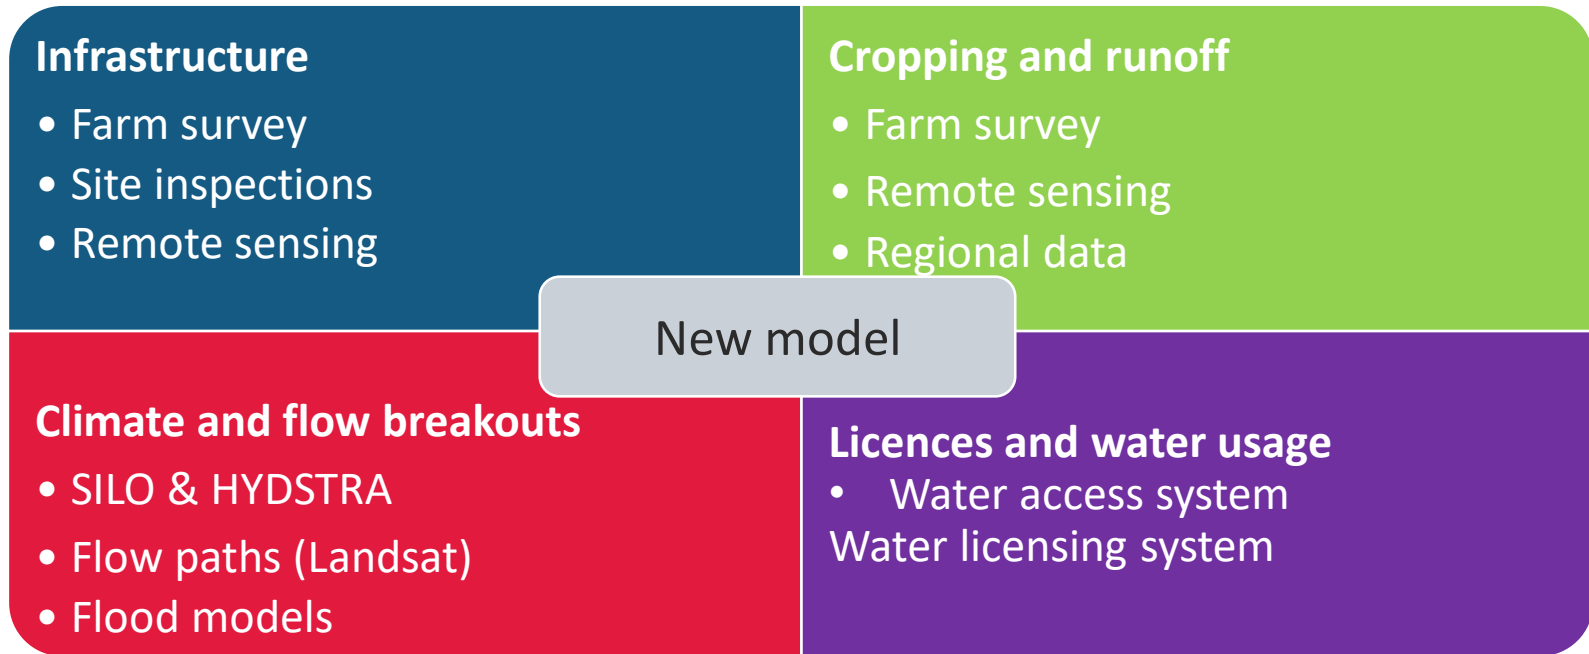 Infrastructure
• Farm survey
• Site inspections
• Remote sensing
Cropping and runoff
• Farm survey
• Remote sensing
• Regional data
New model
Climate and flow breakouts
• SILO & HYDSTRA
• Flow paths (Landsat)
• Flood models
Licences and water usage
• Water access system
Water licensing system